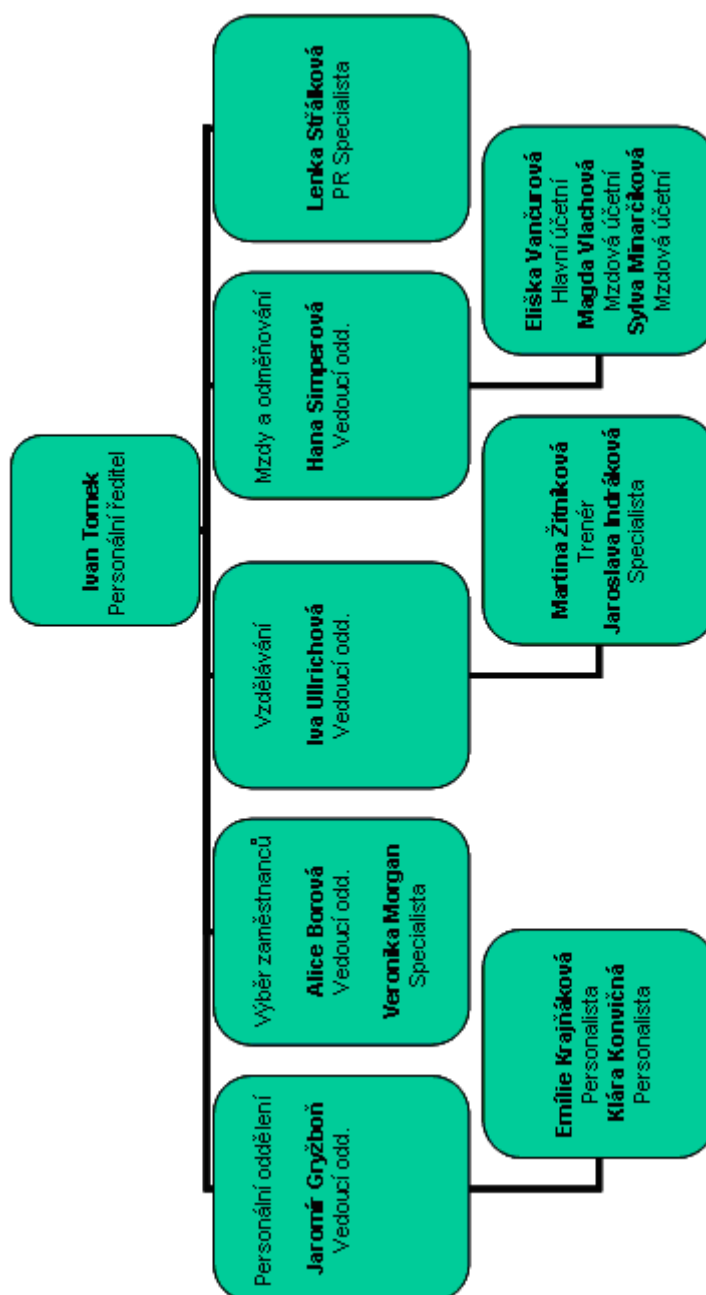 Ivan Tomek
Personální ředitel
Personální oddělení
Jaromír Gryžboň
Vedoucí odd.
Výběr zaměstnanců
Alice Borová
Vedoucí odd.
Veronika Morgan
Specialista
Vzdělávání
Iva Ullrichová
Vedoucí odd.
Mzdy a odměňování
Hana Šimperová
Vedoucí odd.
Lenka Střálková
PR Specialista
Emílie Krajňáková
Personalista
Klára Konvičná
Personalista
Martina Žitníková
Trenér
Jaroslava Indráková
Specialista
Eliška Vančurová
Hlavní účetní
Magda Vlachová
Mzdová účetní
Sylva Minarčíková
Mzdová účetní